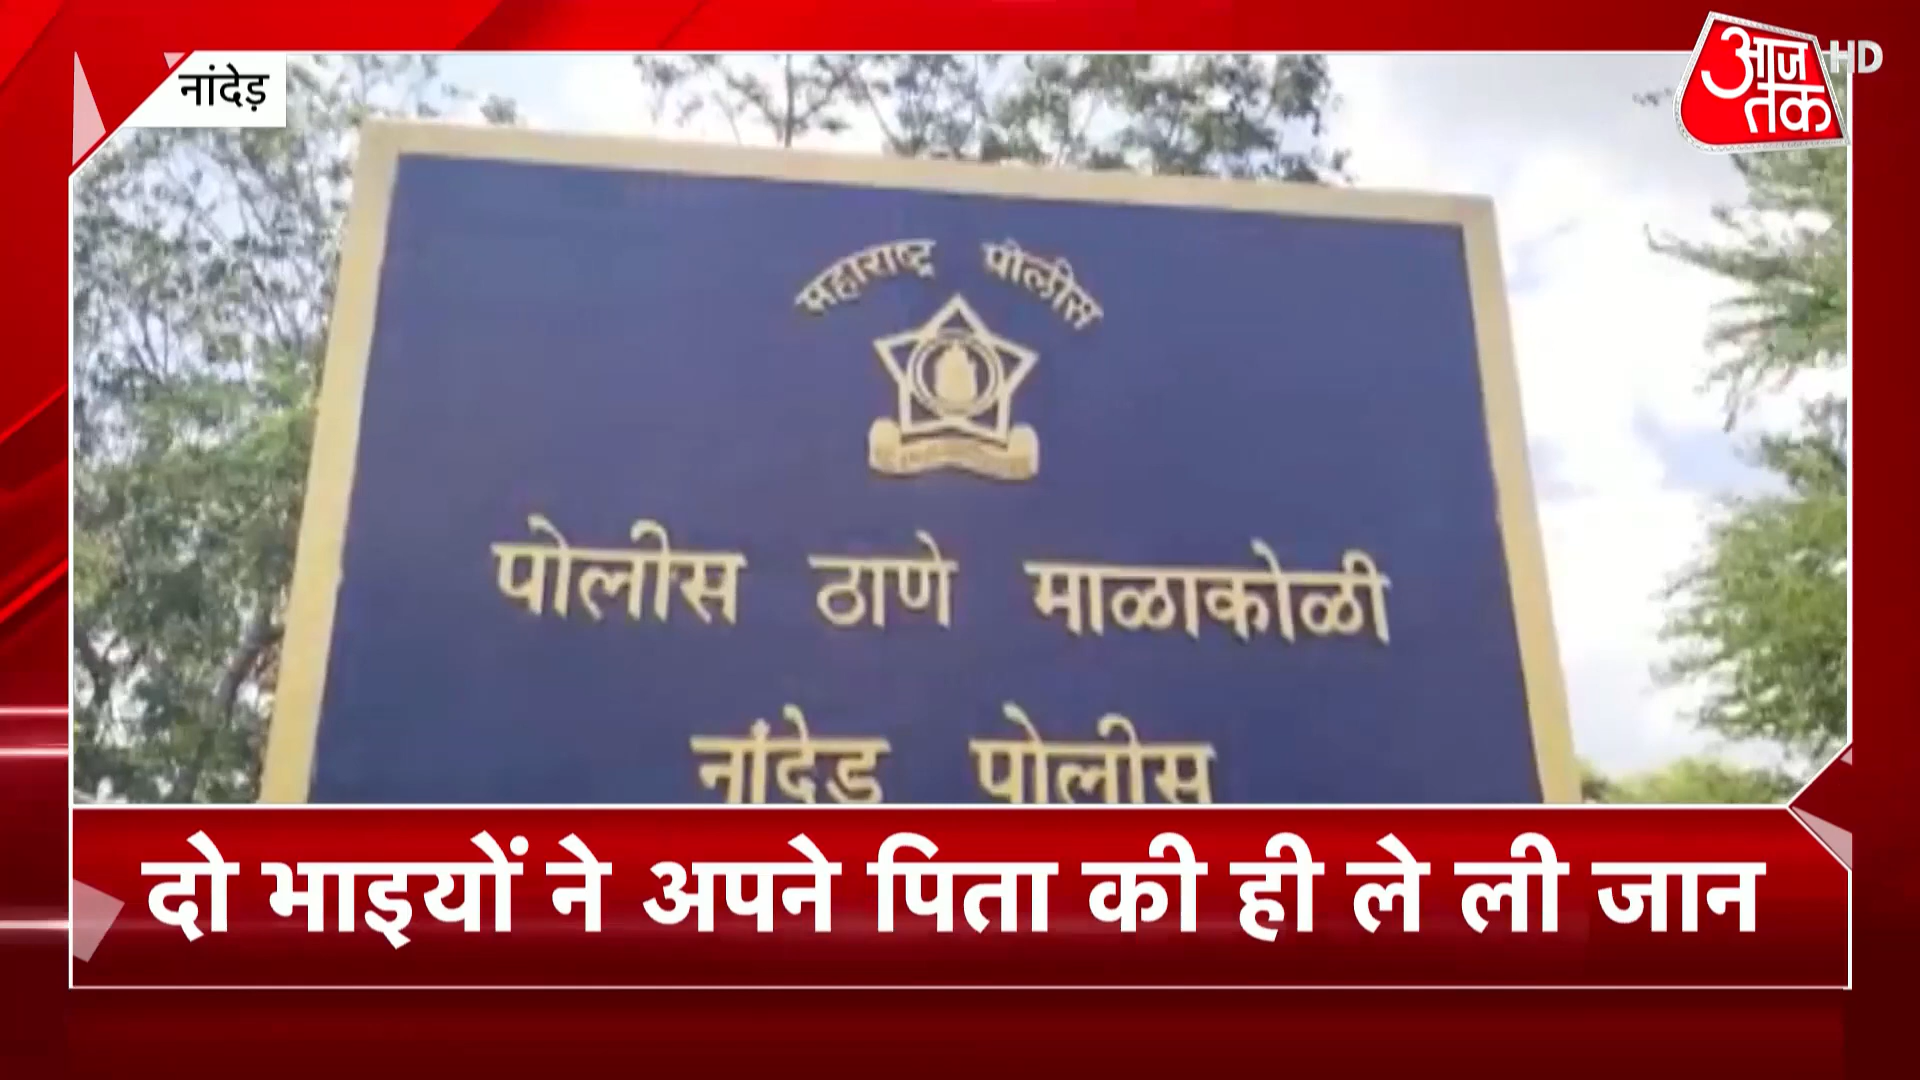 नांदेड़
आज तक HD
महाराष्ट्र पोलीस
पोलीस ठाणे माळाकोळी
नांदेड पोलीस
दो भाइयों ने अपने पिता की ही ले ली जान